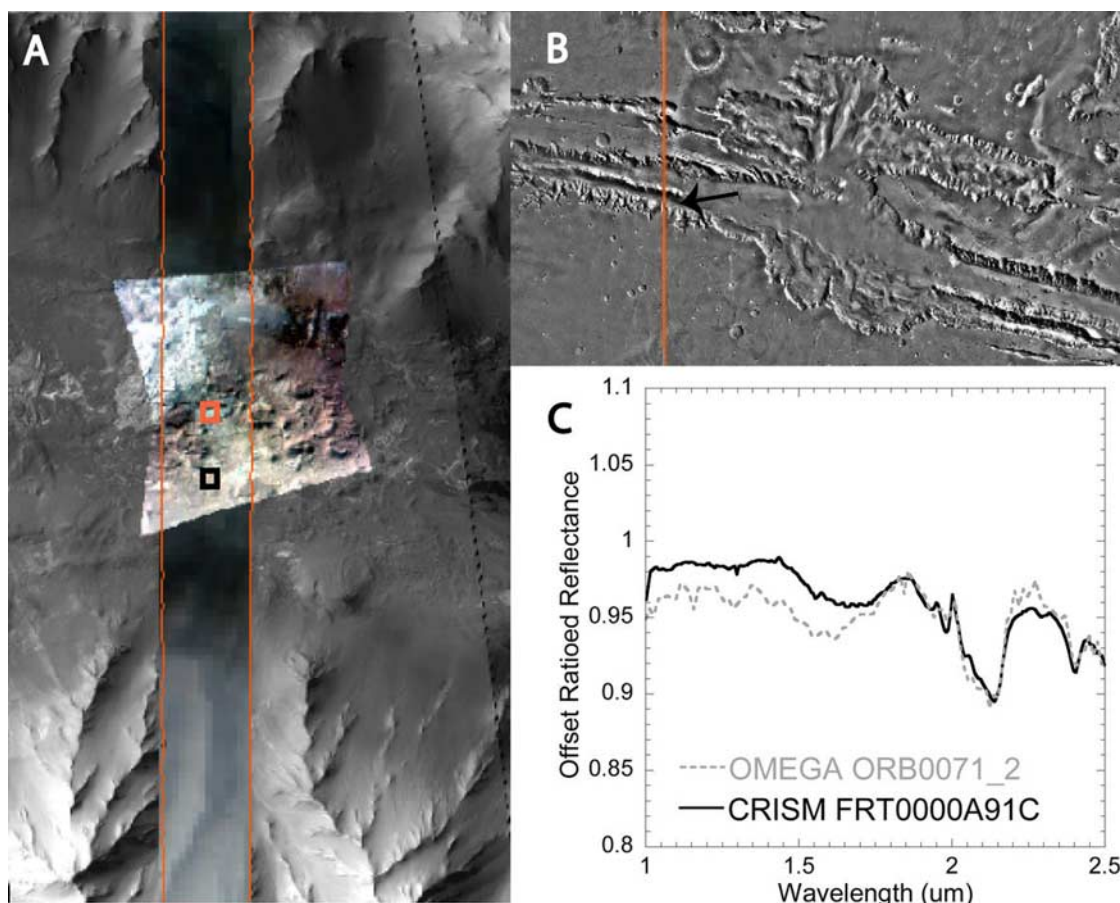 A
B
C
1.1
1.05
1
0.95
0.9
0.85
0.8
Offset Ratioed Reflectance
OMEGA ORB0071_2
CRISM FRT0000A91C
1
1.5
2
2.5
Wavelength (um)